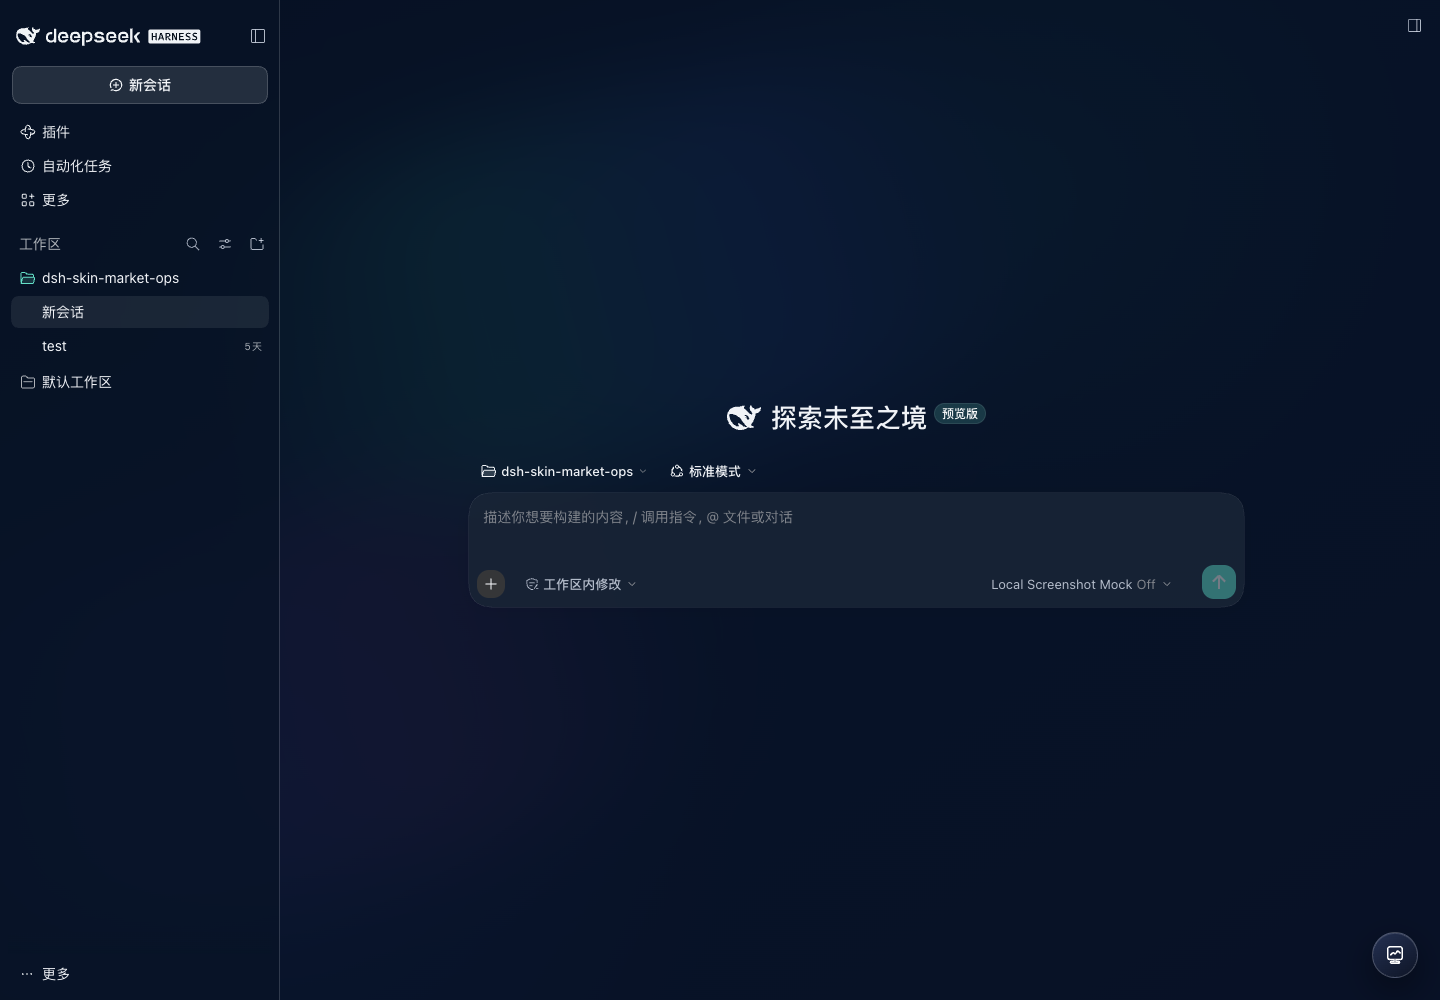 deepseek HARNESS
新会话
插件
自动化任务
更多
工作区
dsh-skin-market-ops
新会话
test 5天
默认工作区
探索未至之境 预览版
dsh-skin-market-ops 标准模式
描述你想要构建的内容, / 调用指令, @ 文件或对话
工作区内修改 Local Screenshot Mock Off
更多